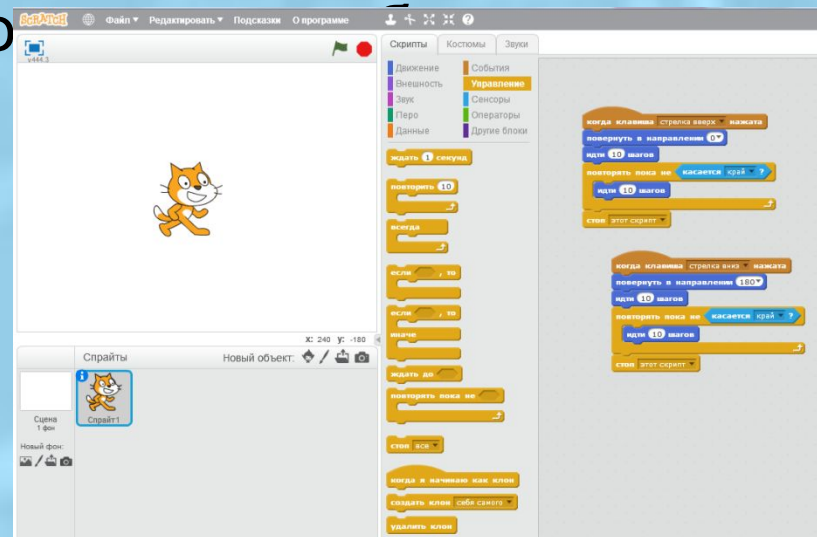 SCRATCH Файл Редактировать Подсказки О программе
v444.3
X: 240 y: -180
Спрайты Новый объект:
Сцена
1 фон
Новый фон:
Спрайт1
Скрипты Костюмы Звуки
Движение События
Внешность Управление
Звук Сенсоры
Перо Операторы
Данные Другие блоки
ждать 1 секунд
повторить 10
всегда
если , то
если , то
иначе
ждать до
повторять пока не
стоп все
когда я начинаю как клон
создать клон себя самого
удалить клон
когда клавиша стрелка вверх нажата
повернуть в направлении 0
идти 10 шагов
повторять пока не касается край ?
идти 10 шагов
стоп этот скрипт
когда клавиша стрелка вниз нажата
повернуть в направлении 180
идти 10 шагов
повторять пока не касается край ?
идти 10 шагов
стоп этот скрипт